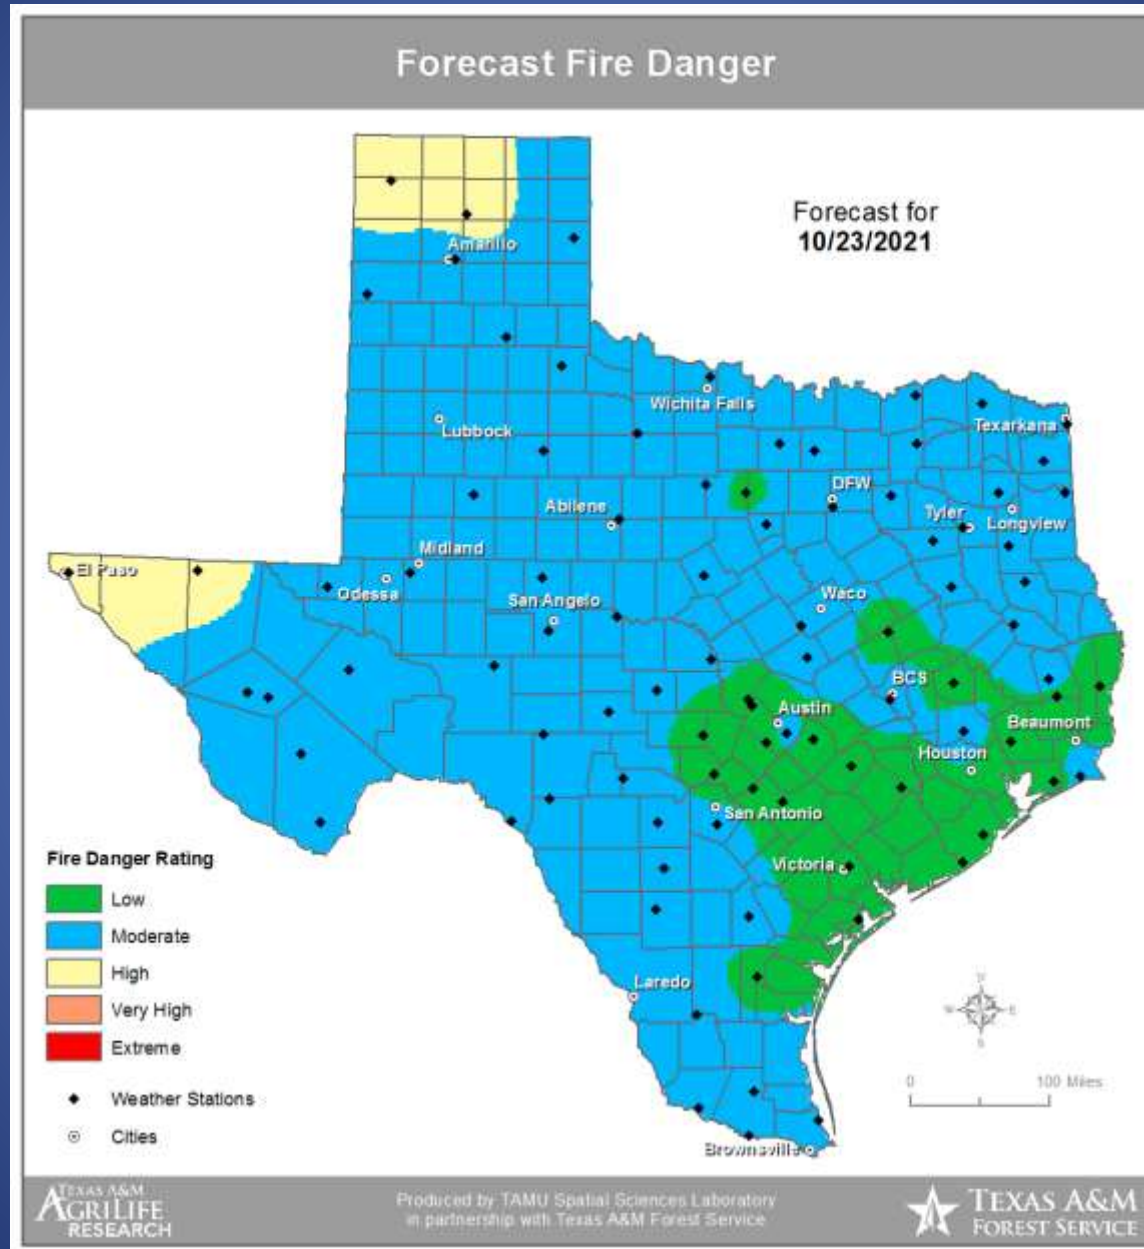 Forecast Fire Danger
Forecast for
10/23/2021
Amarillo
Wichita Falls
Lubbock
Texarkana
DFW
Abilene
Tyler
Longview
Midland
El Paso
Odessa
San Angelo
Waco
BCS
Austin
Beaumont
Houston
San Antonio
Victoria
Laredo
Brownsville
Fire Danger Rating
Low
Moderate
High
Very High
Extreme
Weather Stations
Cities
N
W E
S
0 100 Miles
TEXAS A&M
AGRILIFE
RESEARCH
Produced by TAMU Spatial Sciences Laboratory
in partnership with Texas A&M Forest Service
TEXAS A&M
FOREST SERVICE